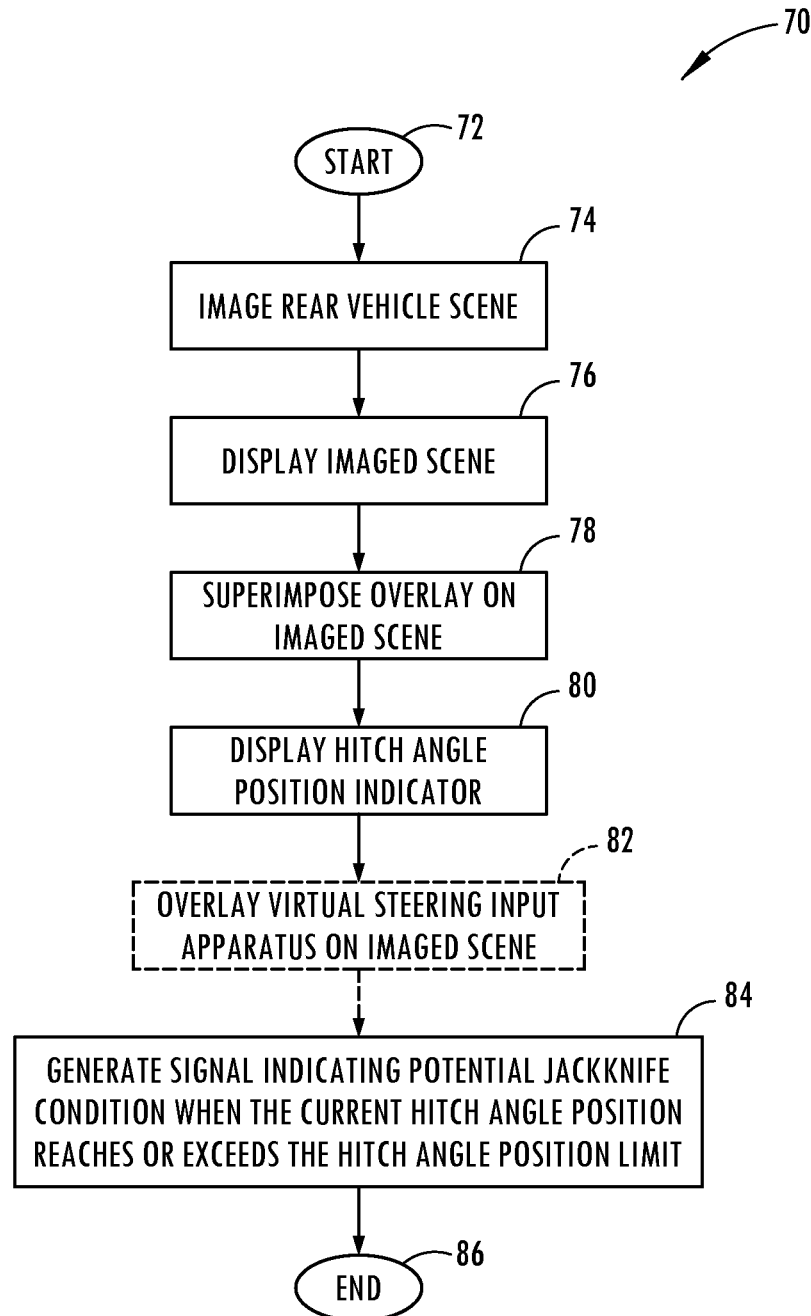 70
72
START
74
IMAGE REAR VEHICLE SCENE
76
DISPLAY IMAGED SCENE
78
SUPERIMPOSE OVERLAY ON
IMAGED SCENE
80
DISPLAY HITCH ANGLE
POSITION INDICATOR
82
OVERLAY VIRTUAL STEERING INPUT
APPARATUS ON IMAGED SCENE
84
GENERATE SIGNAL INDICATING POTENTIAL JACKKNIFE
CONDITION WHEN THE CURRENT HITCH ANGLE POSITION
REACHES OR EXCEEDS THE HITCH ANGLE POSITION LIMIT
86
END